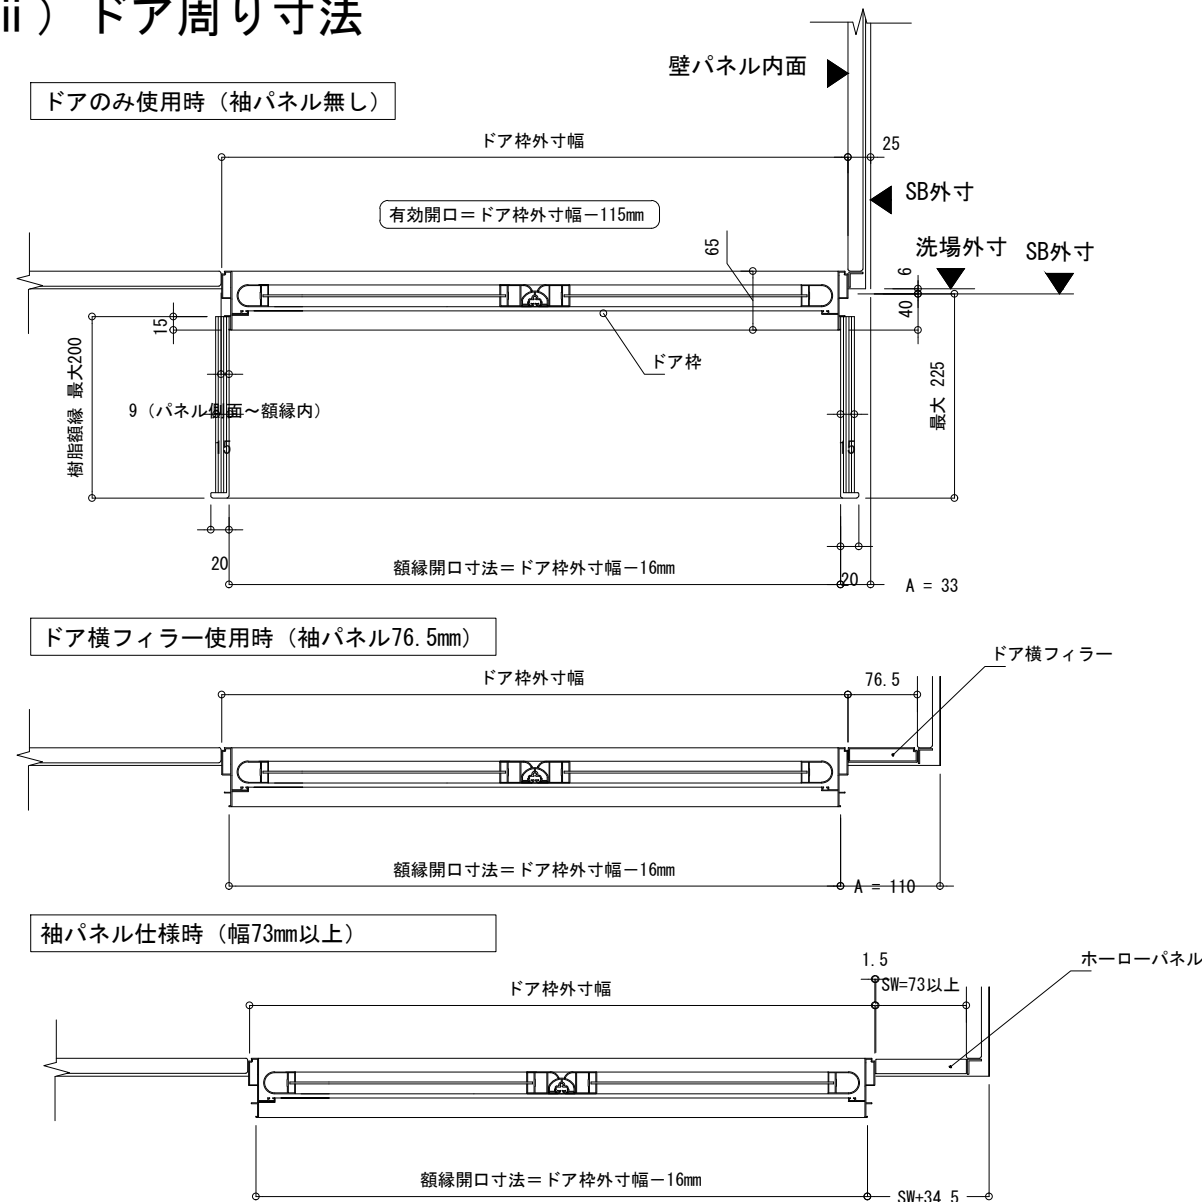 ⅱ）ドア周り寸法
壁パネル内面
ドアのみ使用時（袖パネル無し）
ドア枠外寸幅
25
有効開口＝ドア枠外寸幅－115mm
SB外寸
65
洗場外寸
SB外寸
6
40
15
ドア枠
樹脂額縁 最大200
9（パネル側面～額縁内）
最大 225
15
15
20
額縁開口寸法＝ドア枠外寸幅－16mm
20
A = 33
ドア横フィラー使用時（袖パネル76.5mm）
ドア横フィラー
ドア枠外寸幅
76.5
額縁開口寸法＝ドア枠外寸幅－16mm
A = 110
袖パネル仕様時（幅73mm以上）
1.5
ホーローパネル
ドア枠外寸幅
SW=73以上
額縁開口寸法＝ドア枠外寸幅－16mm
SW+34.5